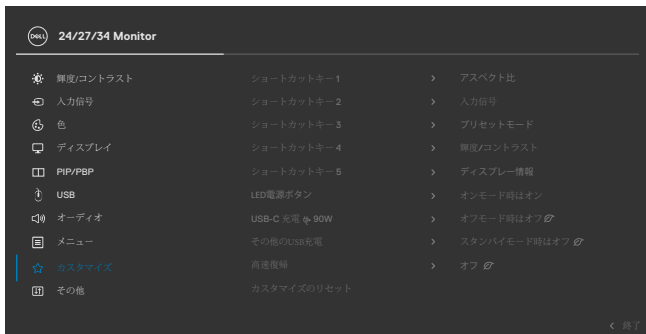 DELL
24/27/34 Monitor
輝度/コントラスト ショートカットキー 1 > アスペクト比
入力信号 ショートカットキー 2 > 入力信号
色 ショートカットキー 3 > プリセットモード
ディスプレイ ショートカットキー 4 > 輝度/コントラスト
PIP/PBP ショートカットキー 5 > ディスプレー情報
USB LED電源ボタン > オンモード時はオン
オーディオ USB-C 充電 90W > オフモード時はオフ
メニュー その他のUSB充電 > スタンバイモード時はオフ
カスタマイズ 高速復帰 > オフ
その他 カスタマイズのリセット
< 終了